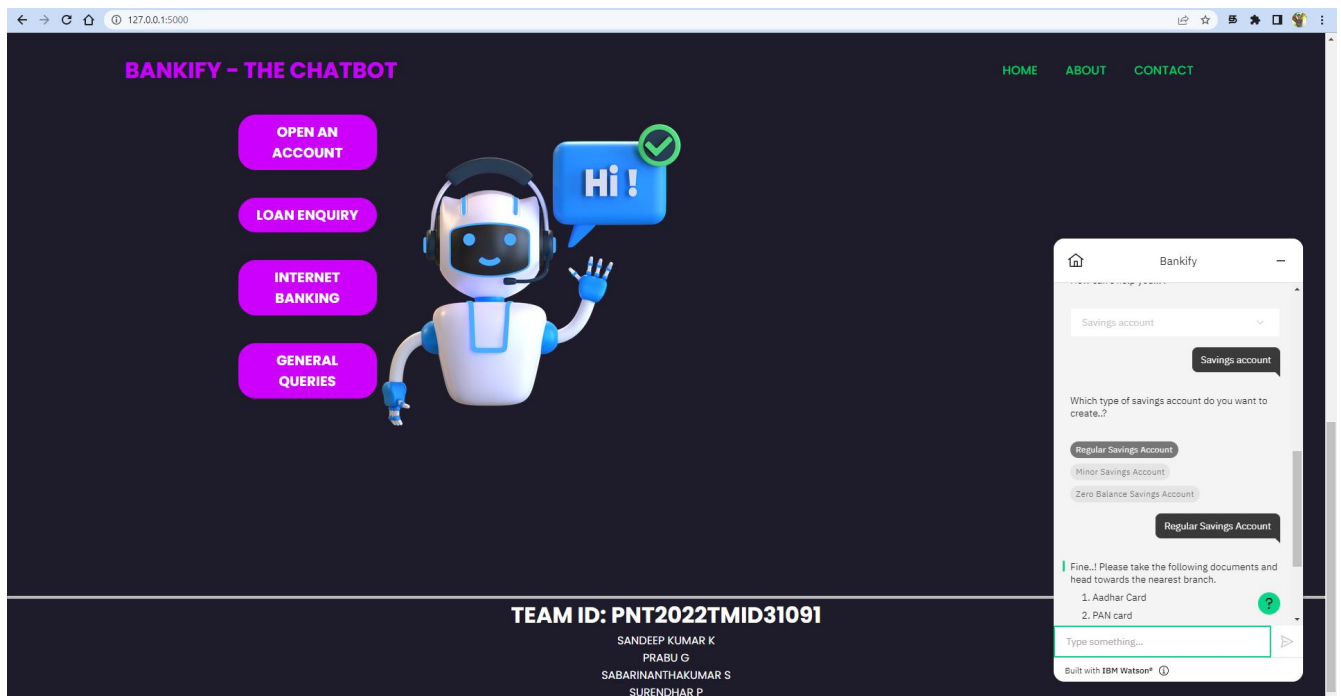 127.0.0.1:5000
BANKIFY - THE CHATBOT
HOME ABOUT CONTACT
OPEN AN
ACCOUNT
LOAN ENQUIRY
INTERNET
BANKING
GENERAL
QUERIES
Hi !
Bankify
Savings account
Savings account
Which type of savings account do you want to
create..?
Regular Savings Account
Minor Savings Account
Zero Balance Savings Account
Regular Savings Account
Fine..! Please take the following documents and
head towards the nearest branch.
1. Aadhar Card
2. PAN card
?
Type something...
Built with IBM Watson®
TEAM ID: PNT2022TMID31091
SANDEEP KUMAR K
PRABU G
SABARINANTHAKUMAR S
SURENDHAR P